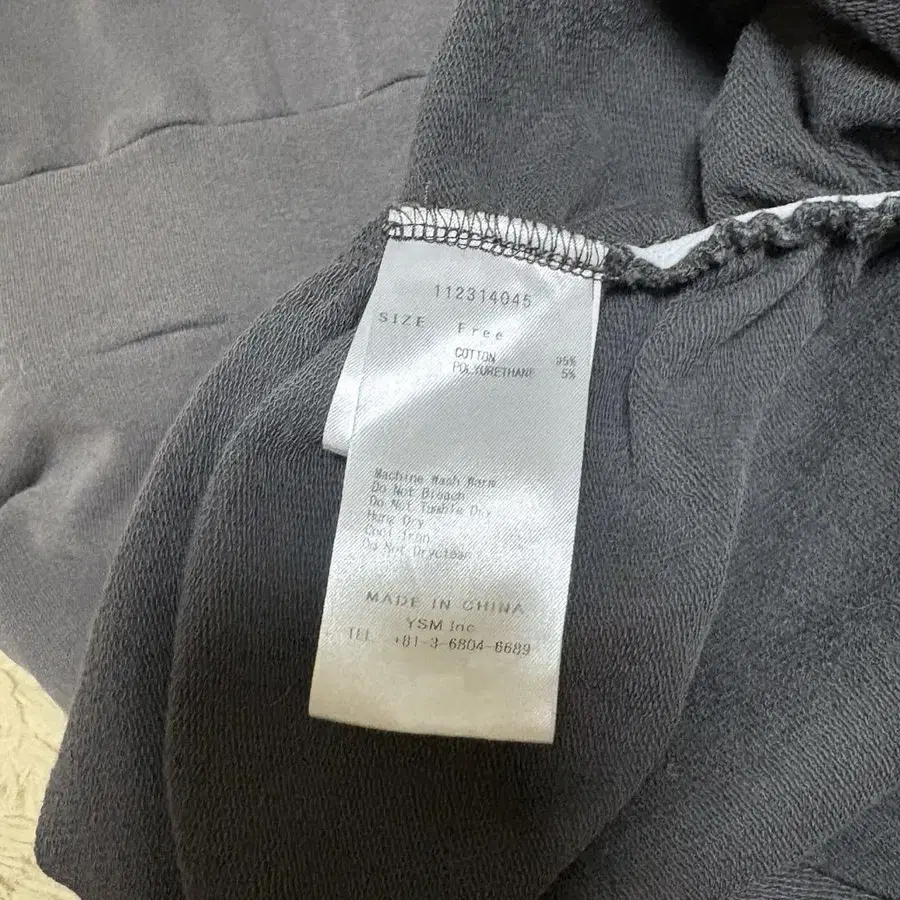 112314045
SIZE Free
COTTON 95%
POLYURETHANE 5%
Machine Wash Warm
Do Not Breach
Do Not Tumble Dry
Hang Dry
Cool Iron
Do Not Dryclean
MADE IN CHINA
YSM Inc
TEL +81-3-6804-6689